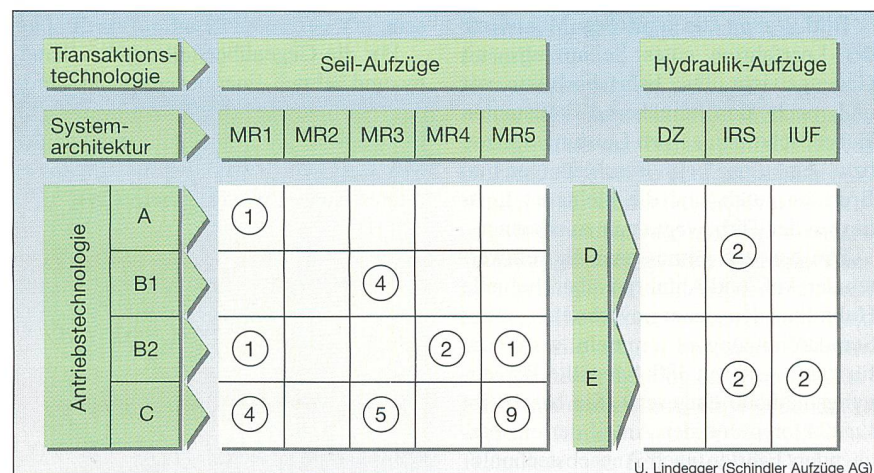 Transaktions-
technologie
Seil-Aufzüge
Hydraulik-Aufzüge
System-
architektur
MR1 MR2 MR3 MR4 MR5
DZ IRS IUF
Antriebstechnologie
A 1
B1 4
B2 1 2 1
C 4 5 9
D 2
E 2 2
U. Lindegger (Schindler Aufzüge AG)